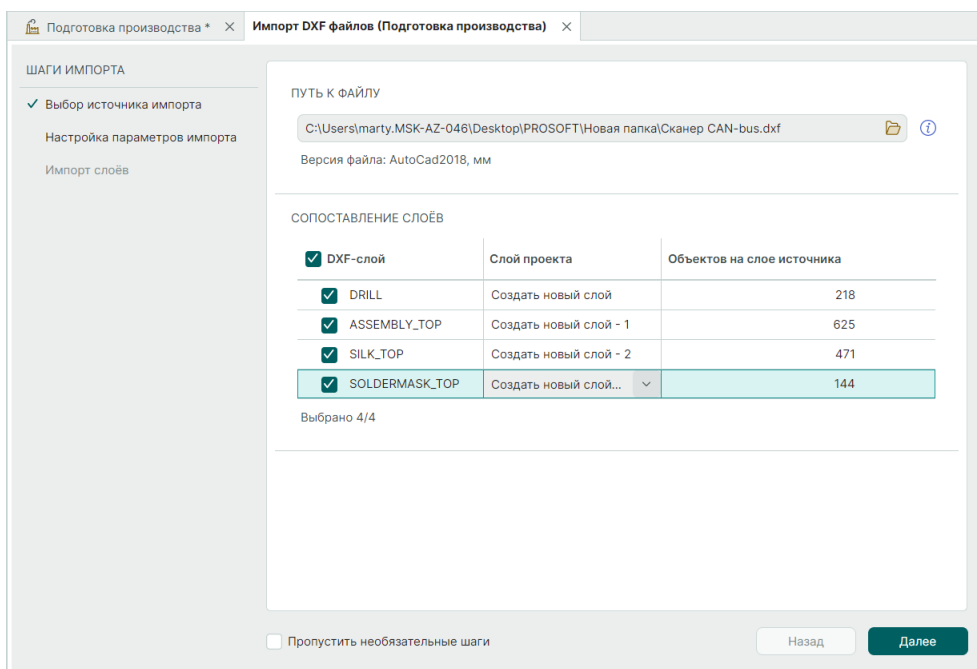 Подготовка производства *
Импорт DXF файлов (Подготовка производства)
ШАГИ ИМПОРТА
Выбор источника импорта
Настройка параметров импорта
Импорт слоёв
ПУТЬ К ФАЙЛУ
C:\Users\marty.MSK-AZ-046\Desktop\PROSOFT\Новая папка\Сканер CAN-bus.dxf
Версия файла: AutoCad2018, мм
СОПОСТАВЛЕНИЕ СЛОЁВ
DXF-слой Слой проекта Объектов на слое источника
DRILL Создать новый слой 218
ASSEMBLY_TOP Создать новый слой - 1 625
SILK_TOP Создать новый слой - 2 471
SOLDERMASK_TOP Создать новый слой... 144
Выбрано 4/4
Пропустить необязательные шаги
Назад
Далее